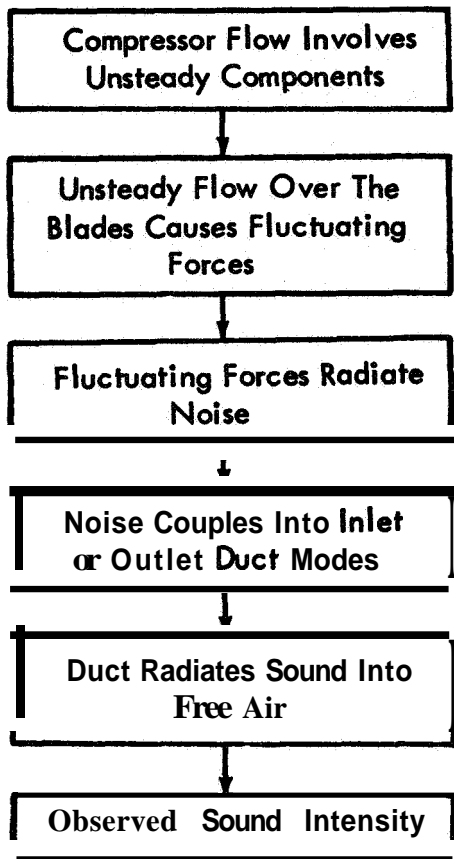 Compressor Flow Involves
Unsteady Components
Unsteady Flow Over The
Blades Causes Fluctuating
Forces
Fluctuating Forces Radiate
Noise
Noise Couples Into Inlet
or Outlet Duct Modes
Duct Radiates Sound Into
Free Air
Observed Sound Intensity